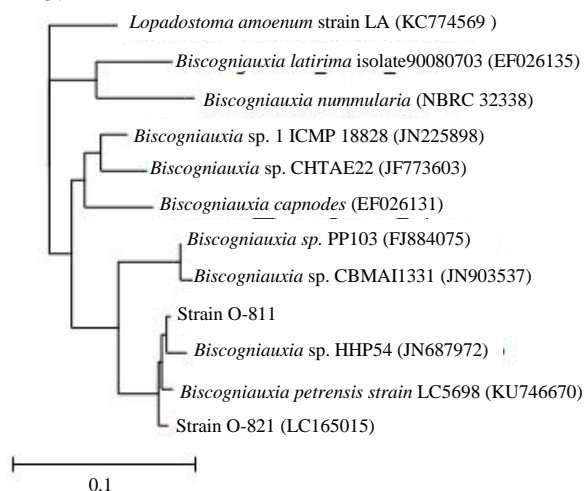 Lopadostoma amoenum strain LA (KC774569 )
Biscogniauxia latirima isolate90080703 (EF026135)
Biscogniauxia nummularia (NBRC 32338)
Biscogniauxia sp. 1 ICMP 18828 (JN225898)
Biscogniauxia sp. CHTAE22 (JF773603)
Biscogniauxia capnodes (EF026131)
Biscogniauxia sp. PP103 (FJ884075)
Biscogniauxia sp. CBMAI1331 (JN903537)
Strain O-811
Biscogniauxia sp. HHP54 (JN687972)
Biscogniauxia petrensis strain LC5698 (KU746670)
Strain O-821 (LC165015)
0.1